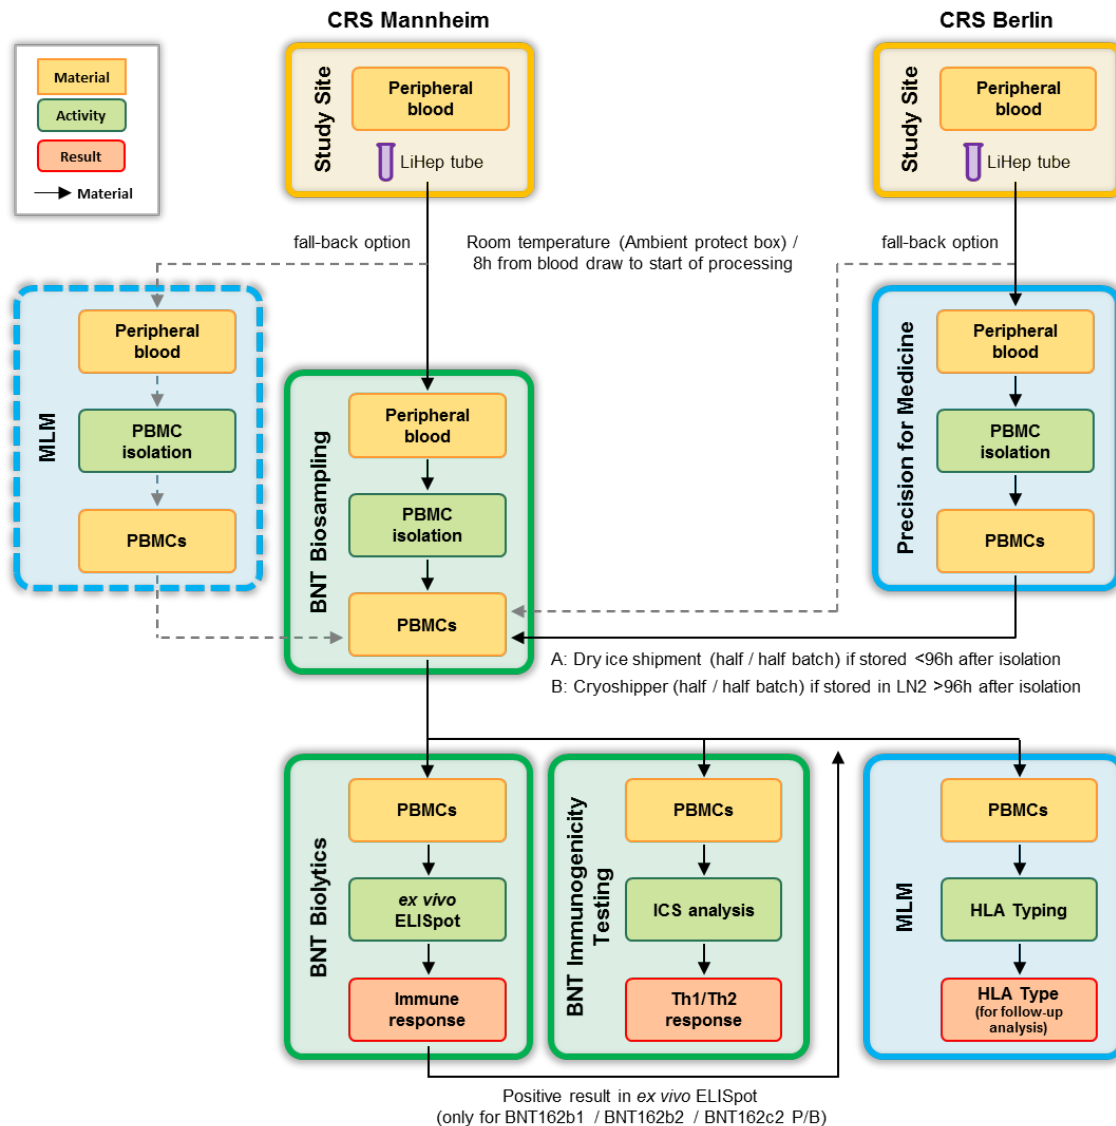 CRS Mannheim
CRS Berlin
Material
Activity
Result
Material
Study Site
Peripheral
blood
LiHep tube
Study Site
Peripheral
blood
LiHep tube
fall-back option
Room temperature (Ambient protect box) /
8h from blood draw to start of processing
fall-back option
MLM
Peripheral
blood
PBMC
isolation
PBMCs
BNT Biosampling
Peripheral
blood
PBMC
isolation
PBMCs
Precision for Medicine
Peripheral
blood
PBMC
isolation
PBMCs
A: Dry ice shipment (half / half batch) if stored <96h after isolation
B: Cryoshipper (half / half batch) if stored in LN2 >96h after isolation
BNT Biolytics
PBMCs
ex vivo
ELISpot
Immune
response
BNT Immunogenicity
Testing
PBMCs
ICS analysis
Th1/Th2
response
MLM
PBMCs
HLA Typing
HLA Type
(for follow-up
analysis)
Positive result in ex vivo ELISpot
(only for BNT162b1 / BNT162b2 / BNT162c2 P/B)